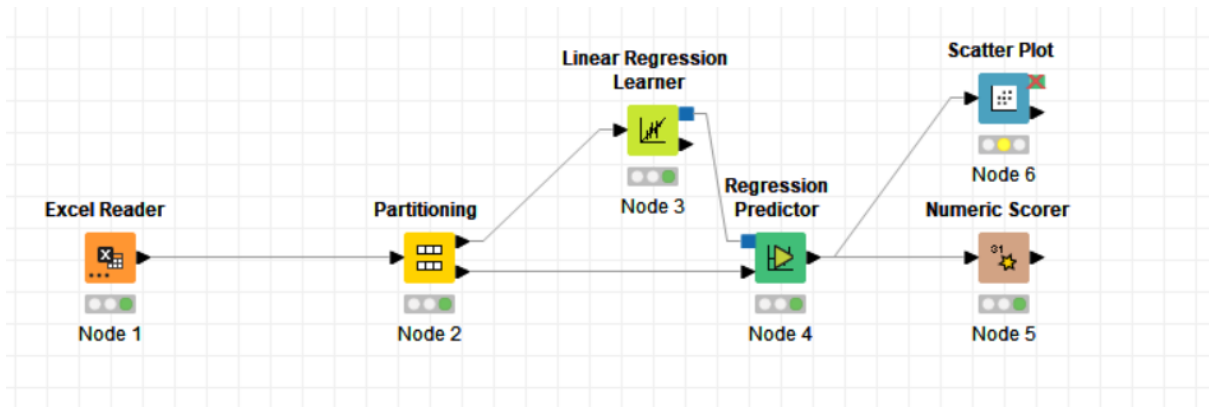 Scatter Plot
Linear Regression
Learner
Node 6
Regression
Predictor
Node 3
Excel Reader
Partitioning
Numeric Scorer
Node 1
Node 2
Node 4
Node 5